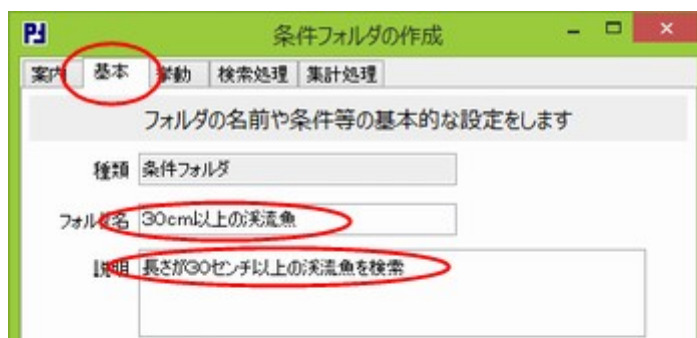 条件フォルダの作成
案内 基本 挙動 検索処理 集計処理
フォルダの名前や条件等の基本的な設定をします
種類 条件フォルダ
フォルダ名 30cm以上の渓流魚
説明 長さが30センチ以上の渓流魚を検索